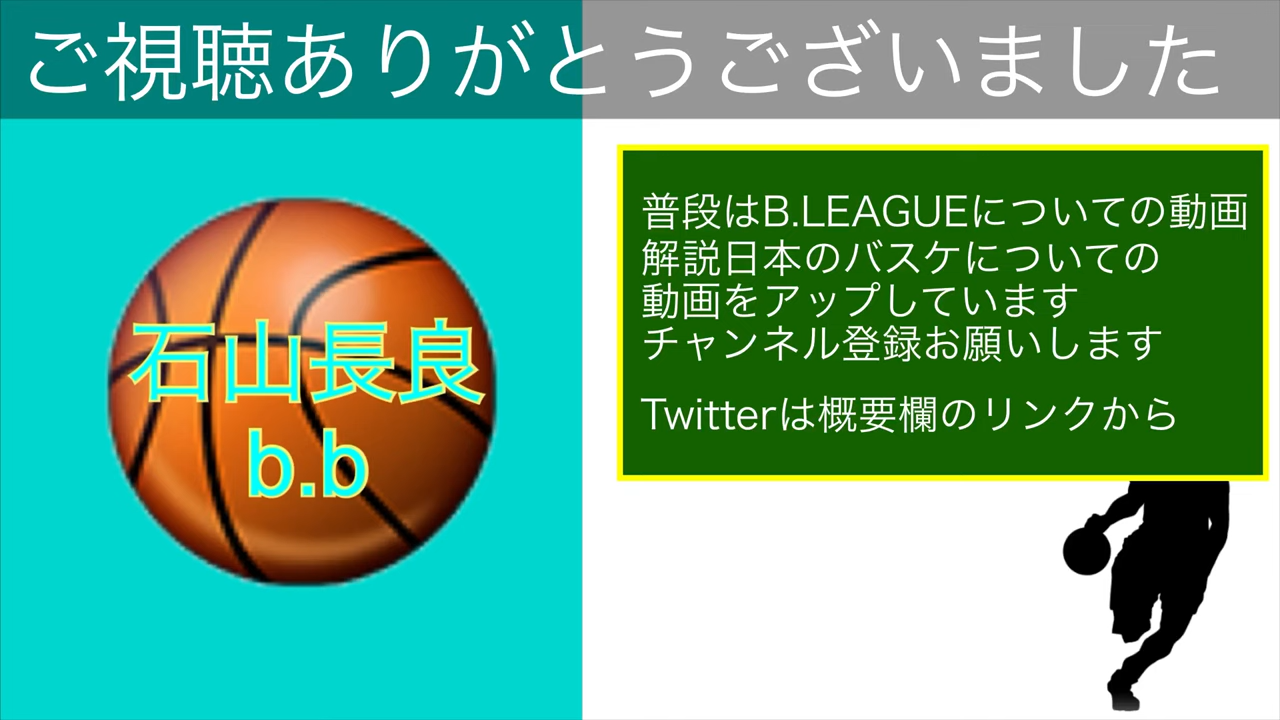 ご視聴ありがとうございました
石山長良
b.b
普段はB.LEAGUEについての動画
解説日本のバスケについての
動画をアップしています
チャンネル登録お願いします
Twitterは概要欄のリンクから